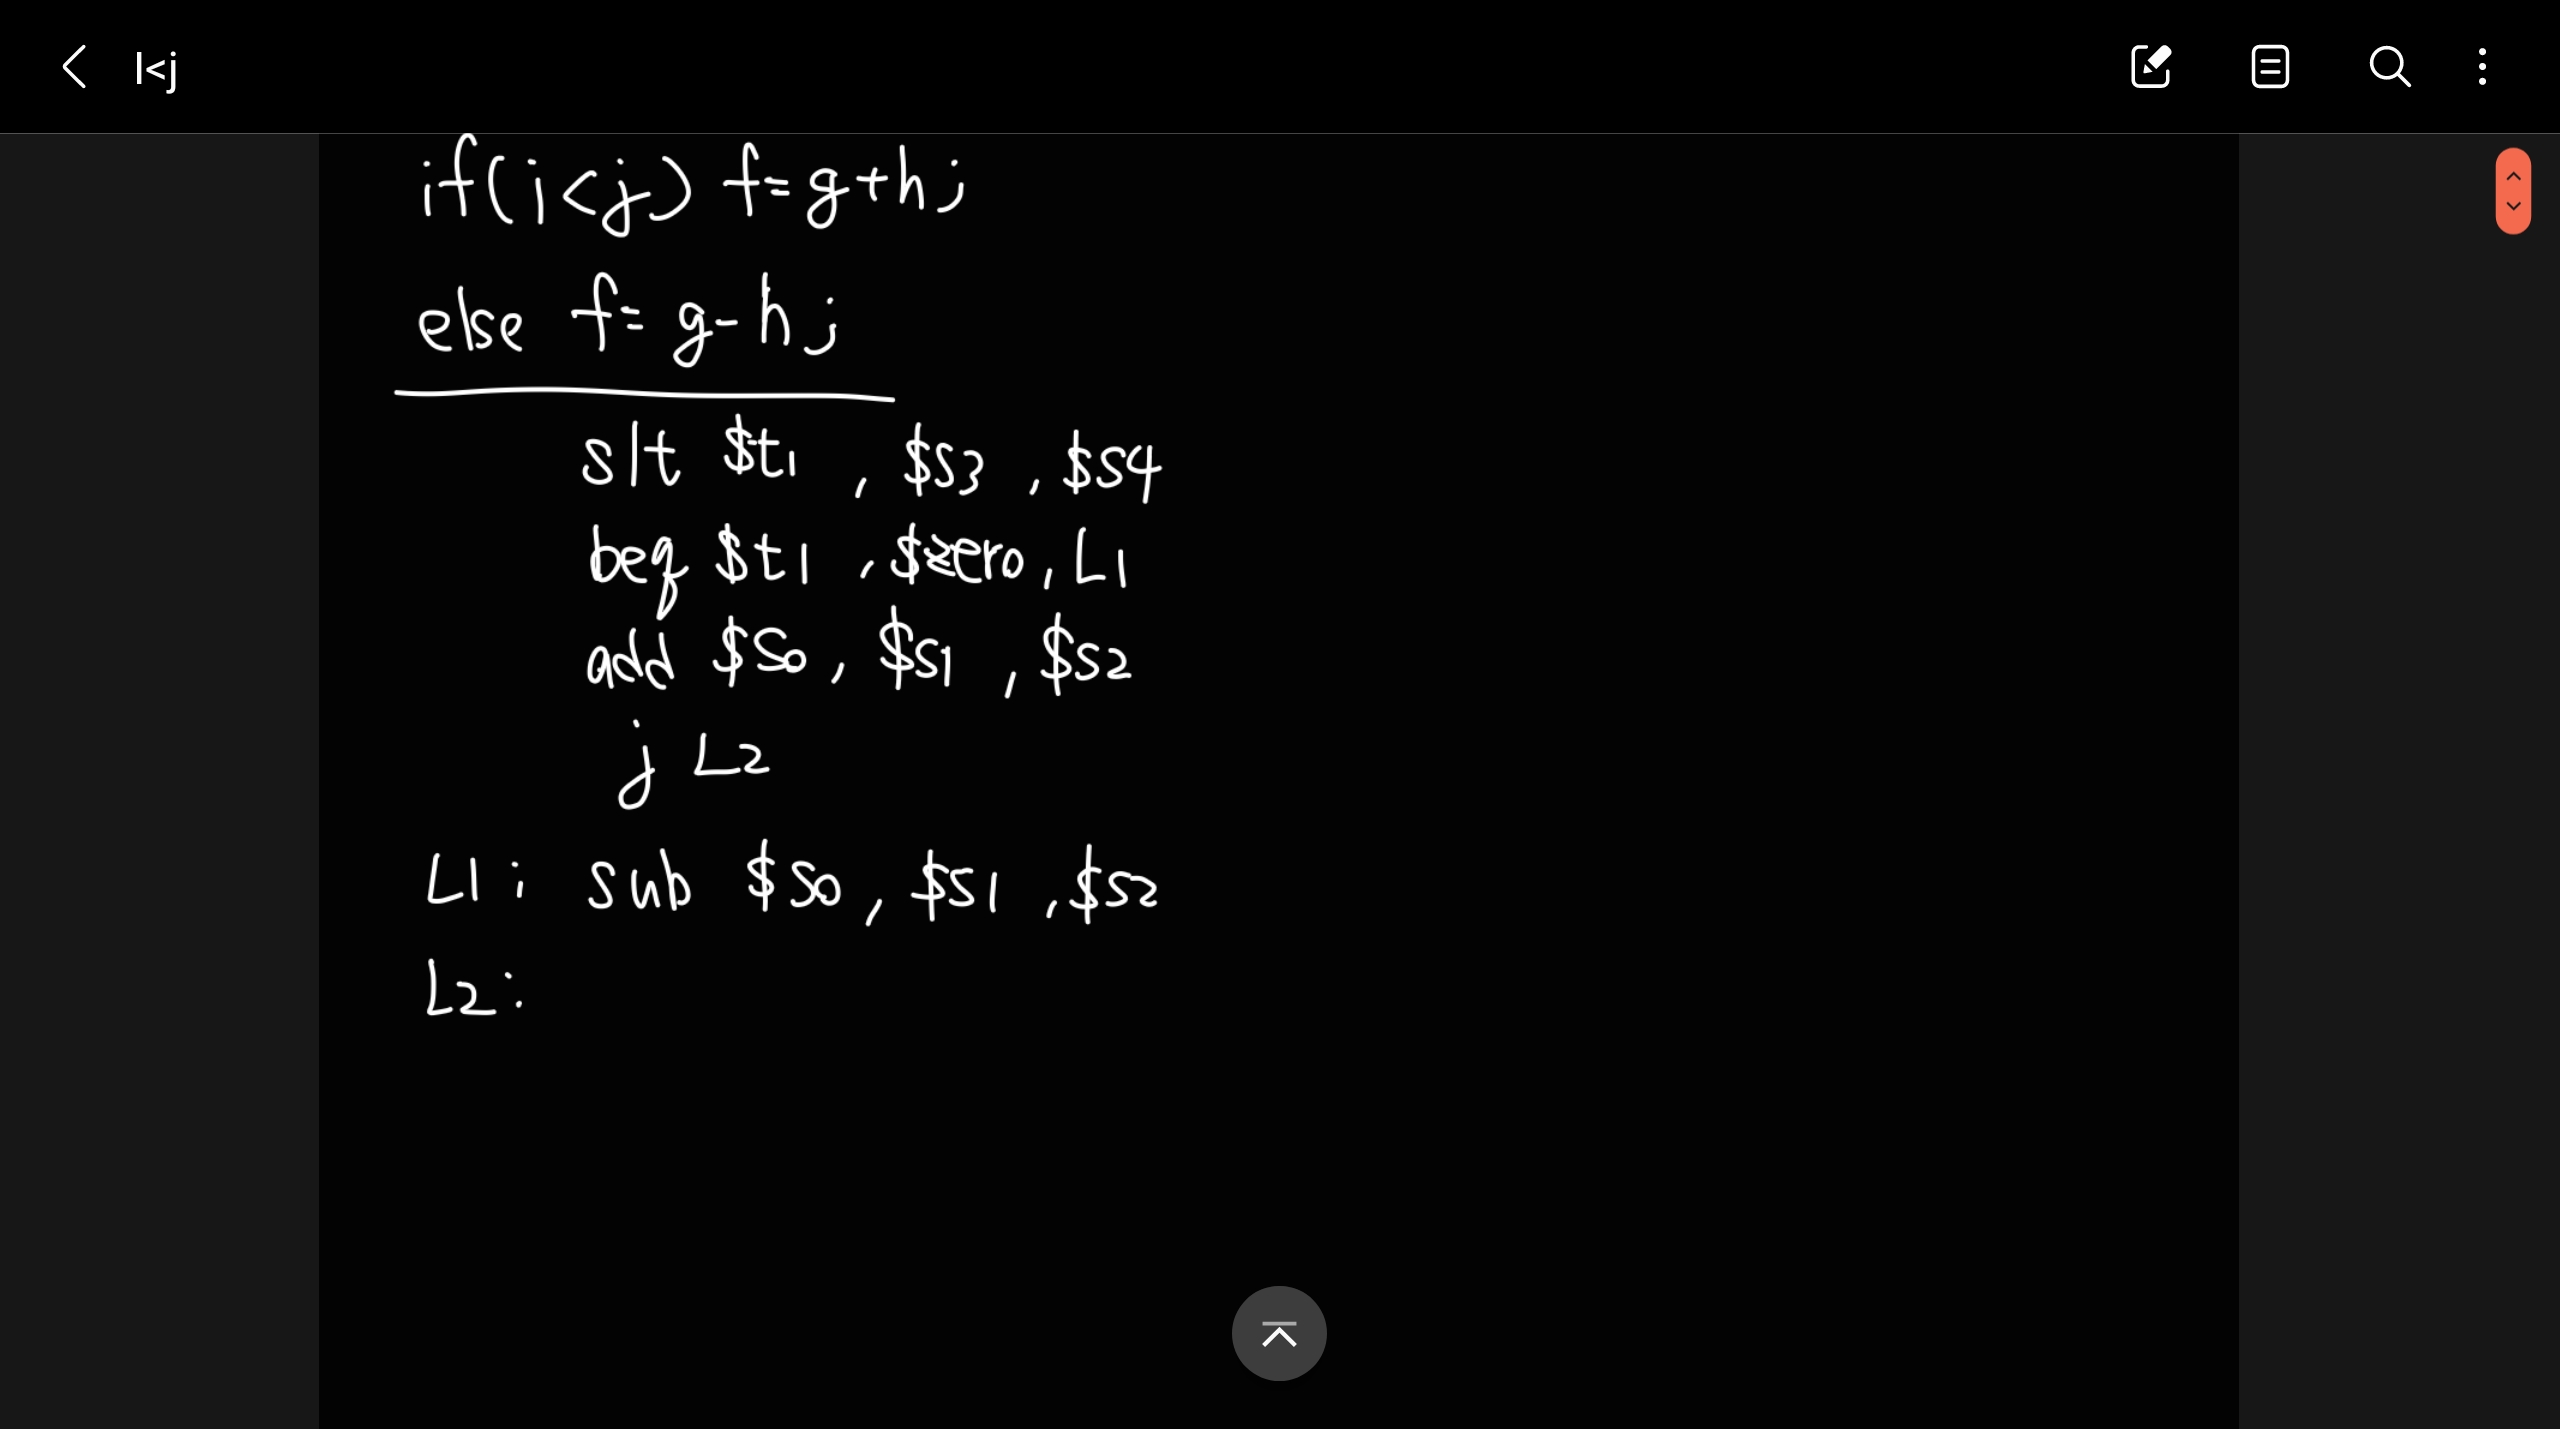 I<j
if(i<j) f=g+h;
else f=g-h;
slt $t1, $s3, $s4
beq $t1, $zero, L1
add $s0, $s1, $s2
j L2
L1: sub $s0, $s1, $s2
L2: